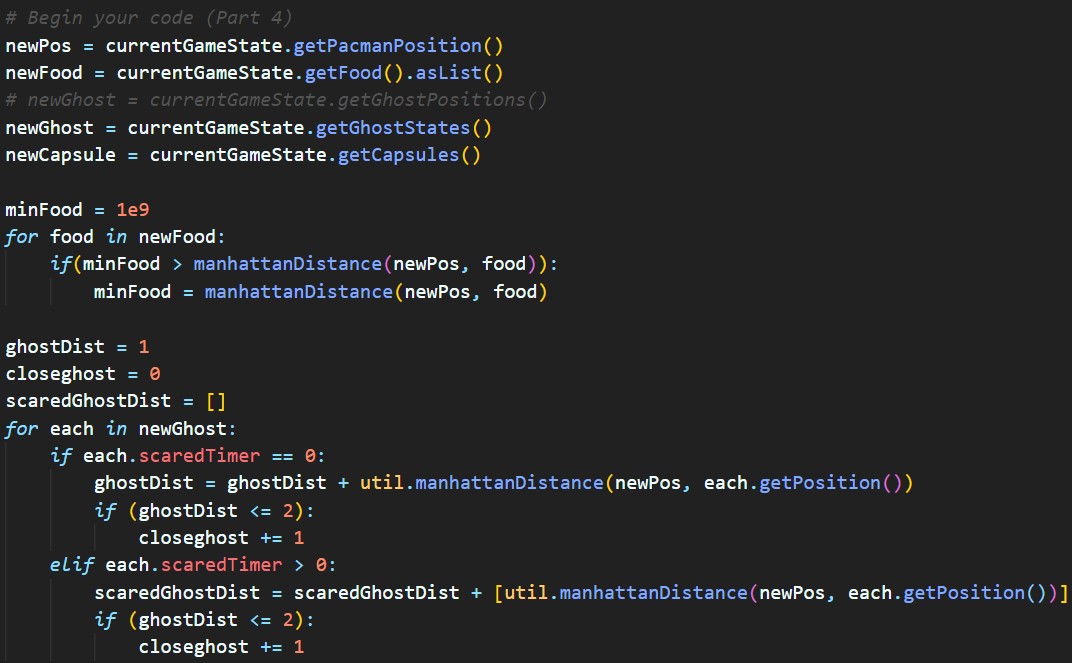 # Begin your code (Part 4)
newPos = currentGameState.getPacmanPosition()
newFood = currentGameState.getFood().asList()
# newGhost = currentGameState.getGhostPositions()
newGhost = currentGameState.getGhostStates()
newCapsule = currentGameState.getCapsules()

minFood = 1e9
for food in newFood:
    if(minFood > manhattanDistance(newPos, food)):
        minFood = manhattanDistance(newPos, food)

ghostDist = 1
closeghost = 0
scaredGhostDist = []
for each in newGhost:
    if each.scaredTimer == 0:
        ghostDist = ghostDist + util.manhattanDistance(newPos, each.getPosition())
        if (ghostDist <= 2):
            closeghost += 1
    elif each.scaredTimer > 0:
        scaredGhostDist = scaredGhostDist + [util.manhattanDistance(newPos, each.getPosition())]
        if (ghostDist <= 2):
            closeghost += 1